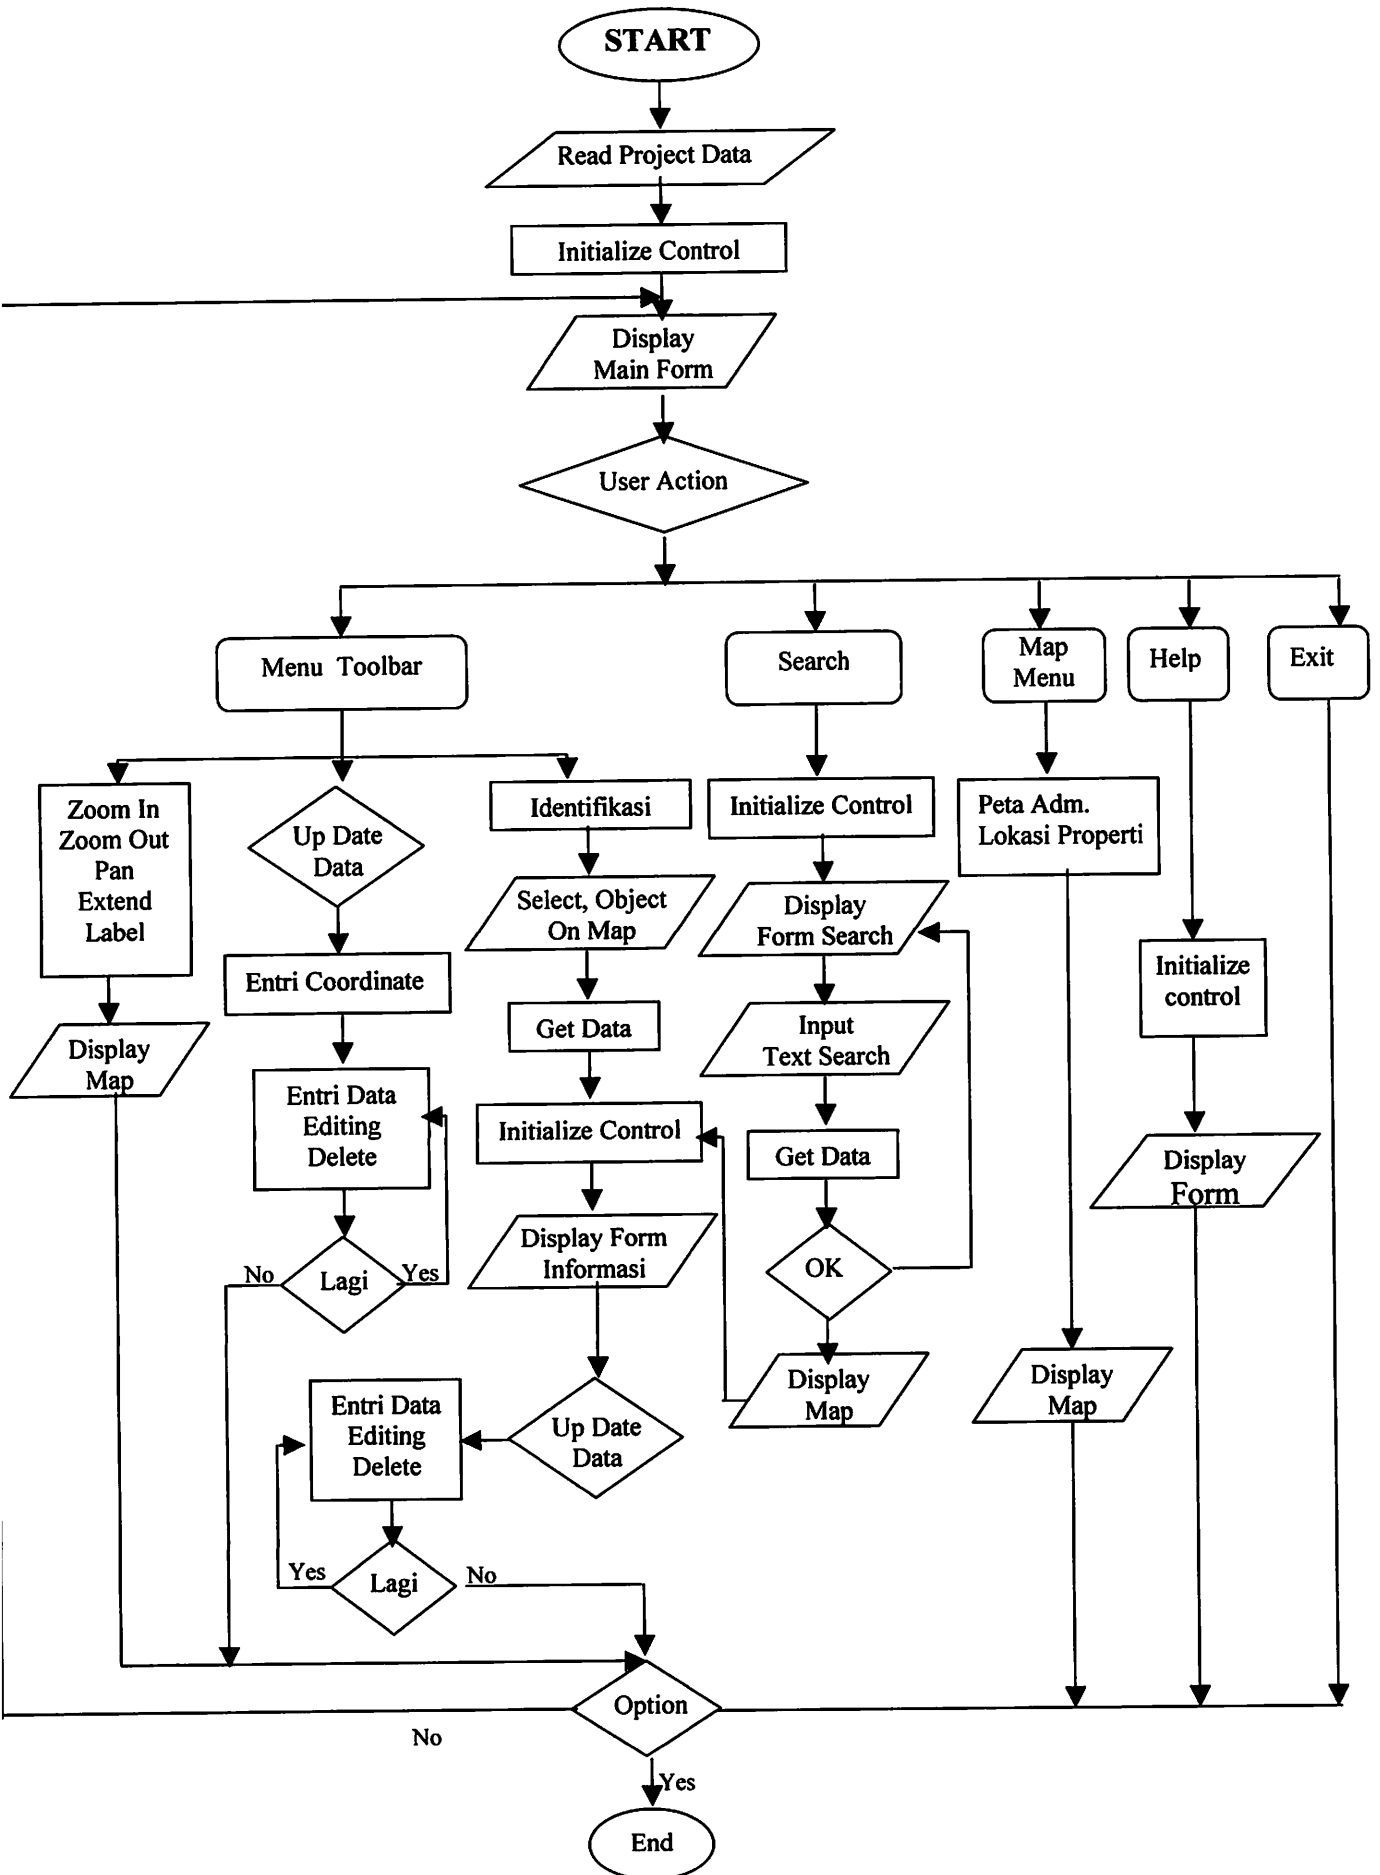 START
Read Project Data
Initialize Control
Display
Main Form
User Action
Menu Toolbar
Search
Map
Menu
Help
Exit
Zoom In
Zoom Out
Pan
Extend
Label
Display
Map
Up Date
Data
Entri Coordinate
Entri Data
Editing
Delete
No
Lagi
Yes
Identifikasi
Select, Object
On Map
Get Data
Initialize Control
Display Form
Informasi
Up Date
Data
Entri Data
Editing
Delete
Yes
Lagi
No
Initialize Control
Display
Form Search
Input
Text Search
Get Data
OK
Display
Map
Peta Adm.
Lokasi Properti
Display
Map
Initialize
control
Display
Form
Option
No
Yes
End